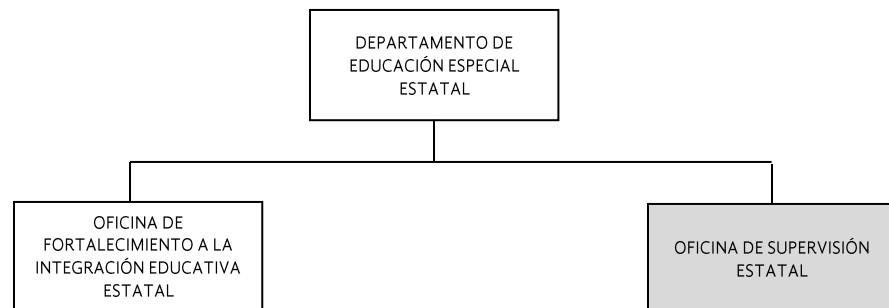 DEPARTAMENTO DE
EDUCACIÓN ESPECIAL
ESTATAL
OFICINA DE
FORTALECIMIENTO A LA
INTEGRACIÓN EDUCATIVA
ESTATAL
OFICINA DE SUPERVISIÓN
ESTATAL